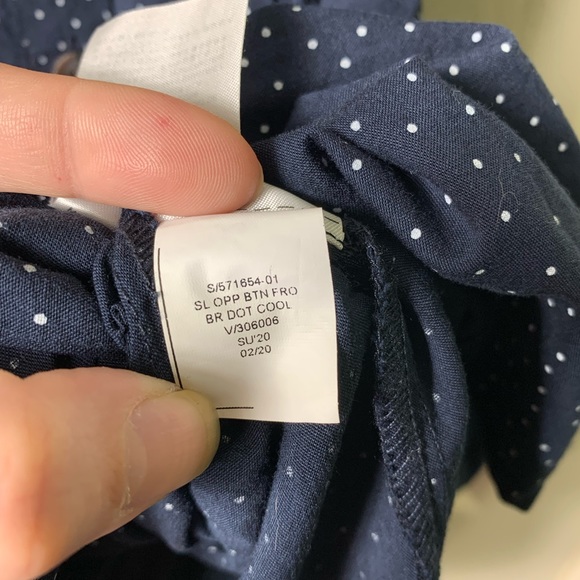 S/571654-01
SL OPP BTN FRO
BR DOT COOL
V/306006
SU'20
02/20